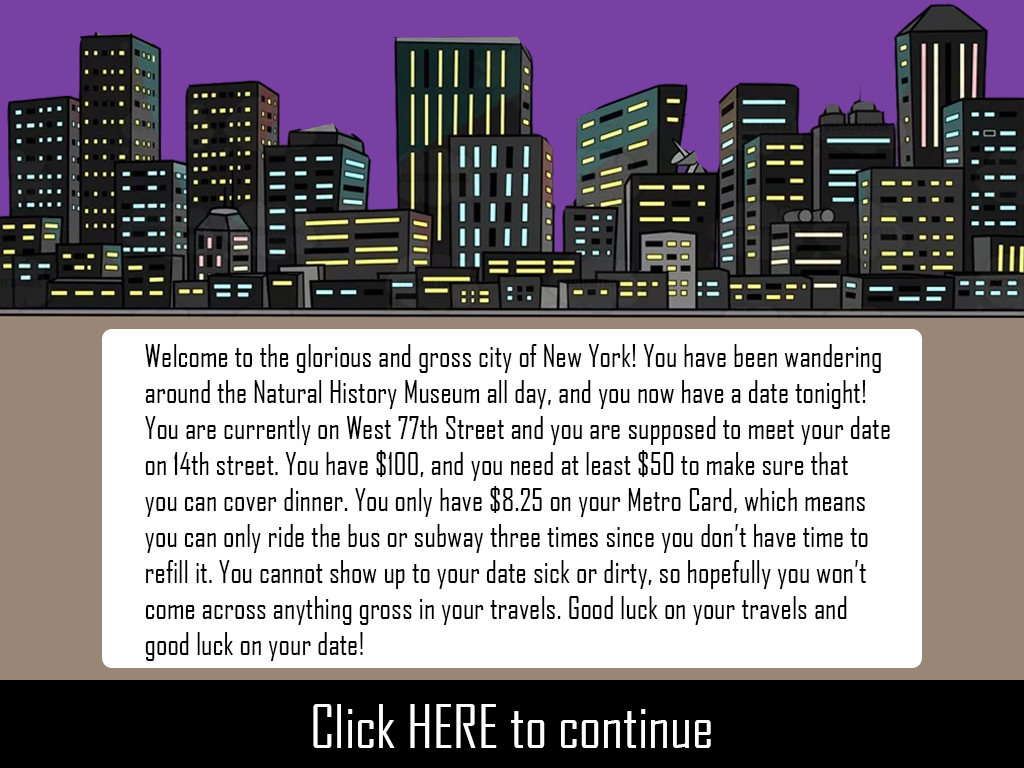 Welcome to the glorious and gross city of New York! You have been wandering
around the Natural History Museum all day, and you now have a date tonight!
You are currently on West 77th Street and you are supposed to meet your date
on 14th street. You have $100, and you need at least $50 to make sure that
you can cover dinner. You only have $8.25 on your Metro Card, which means
you can only ride the bus or subway three times since you don’t have time to
refill it. You cannot show up to your date sick or dirty, so hopefully you won’t
come across anything gross in your travels. Good luck on your travels and
good luck on your date!
Click HERE to continue